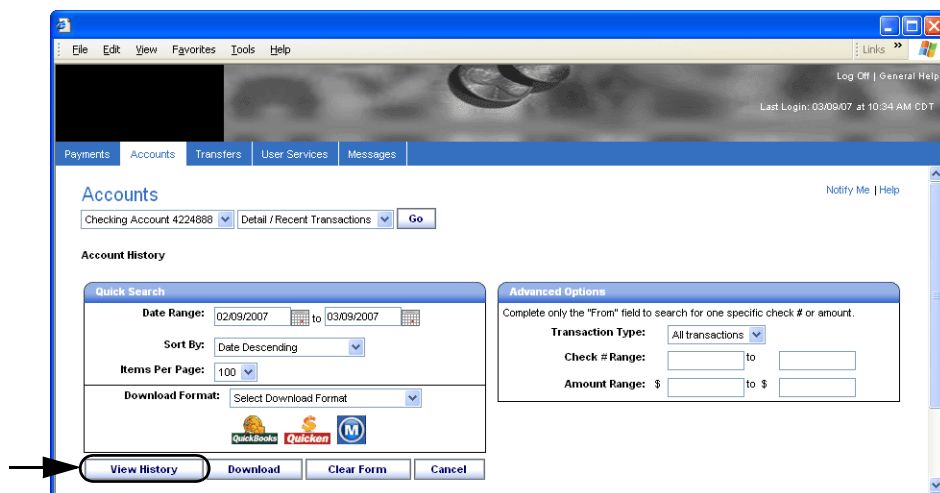 File Edit View Favorites Tools Help Links »
Log Off | General Help
Last Login: 03/09/07 at 10:34 AM CDT
Payments Accounts Transfers User Services Messages
Accounts
Notify Me | Help
Checking Account 4224888 Detail / Recent Transactions Go
Account History
Quick Search
Date Range: 02/09/2007 to 03/09/2007
Sort By: Date Descending
Items Per Page: 100
Download Format: Select Download Format
QuickBooks Quicken M
View History Download Clear Form Cancel
Advanced Options
Complete only the "From" field to search for one specific check # or amount.
Transaction Type: All transactions
Check # Range: to
Amount Range: $ to $